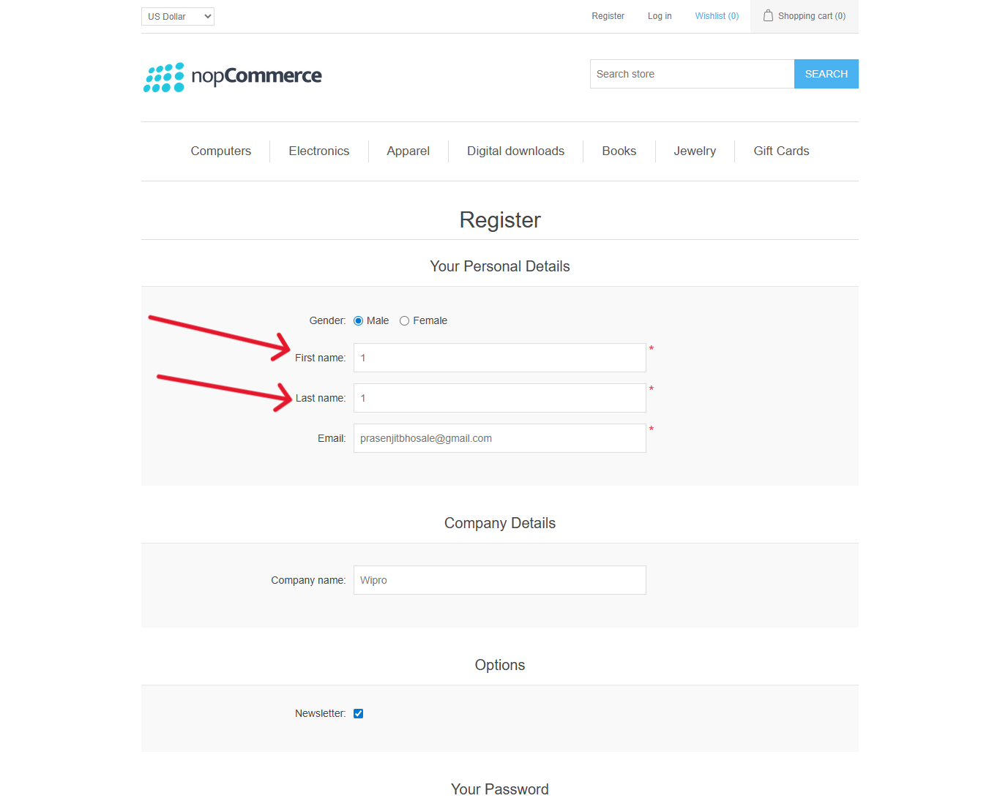 US Dollar Register Log in Wishlist (0) Shopping cart (0)
nopCommerce Search store SEARCH
Computers Electronics Apparel Digital downloads Books Jewelry Gift Cards
Register
Your Personal Details
Gender: Male Female
First name: 1 *
Last name: 1 *
Email: prasenjitbhosale@gmail.com *
Company Details
Company name: Wipro
Options
Newsletter:
Your Password